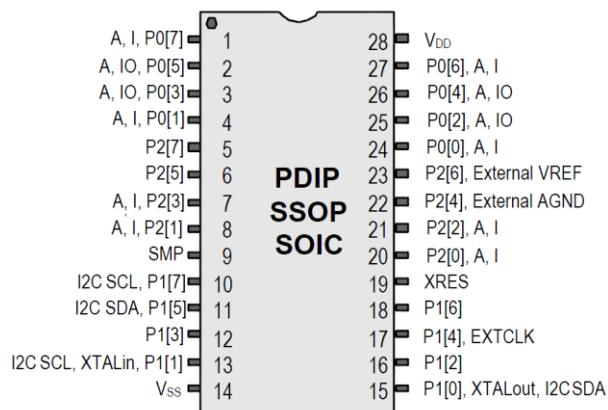 A, I, P0[7] 1 28 VDD
A, IO, P0[5] 2 27 P0[6], A, I
A, IO, P0[3] 3 26 P0[4], A, IO
A, I, P0[1] 4 25 P0[2], A, IO
P2[7] 5 24 P0[0], A, I
P2[5] 6 PDIP 23 P2[6], External VREF
A, I, P2[3] 7 SSOP 22 P2[4], External AGND
A, I, P2[1] 8 SOIC 21 P2[2], A, I
SMP 9 20 P2[0], A, I
I2C SCL, P1[7] 10 19 XRES
I2C SDA, P1[5] 11 18 P1[6]
P1[3] 12 17 P1[4], EXTCLK
I2C SCL, XTALin, P1[1] 13 16 P1[2]
VSS 14 15 P1[0], XTALout, I2C SDA